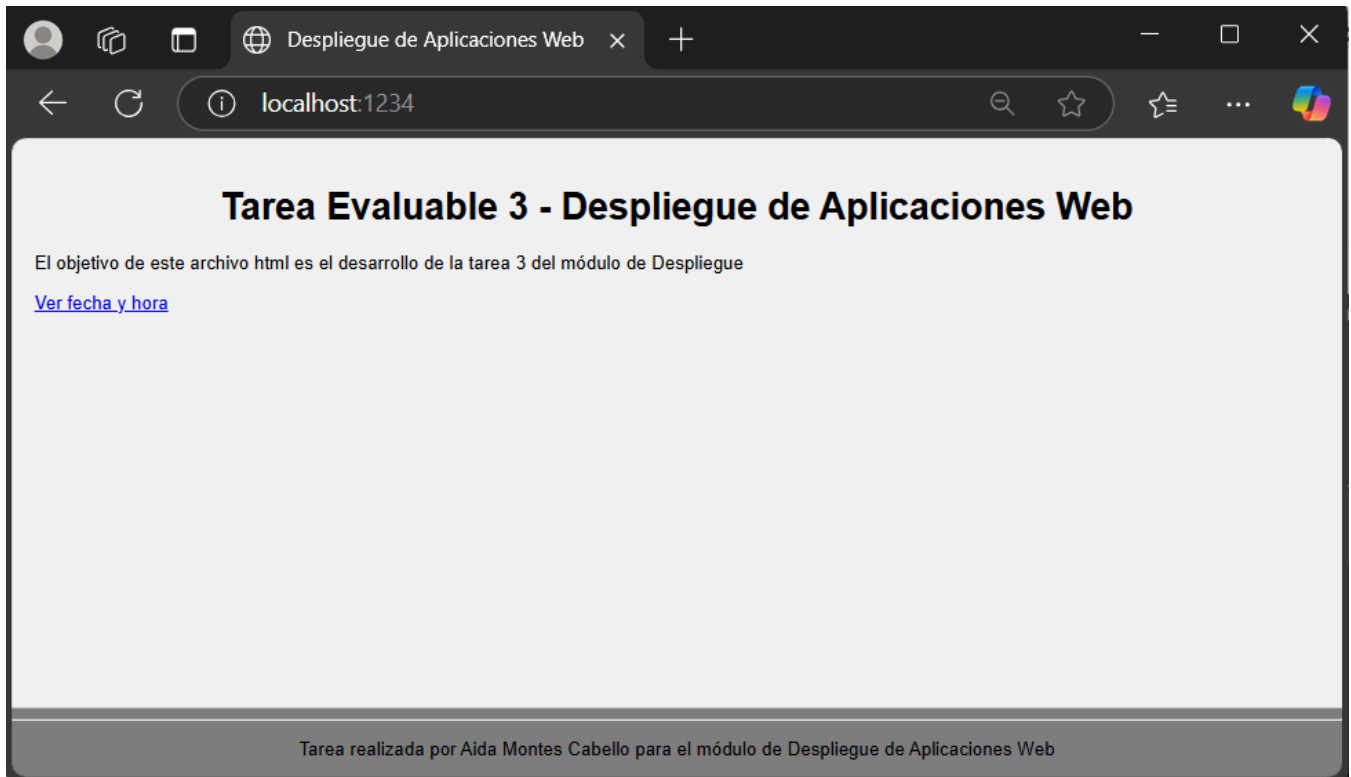 Despliegue de Aplicaciones Web
localhost:1234
Tarea Evaluable 3 - Despliegue de Aplicaciones Web
El objetivo de este archivo html es el desarrollo de la tarea 3 del módulo de Despliegue
Ver fecha y hora
Tarea realizada por Aida Montes Cabello para el módulo de Despliegue de Aplicaciones Web